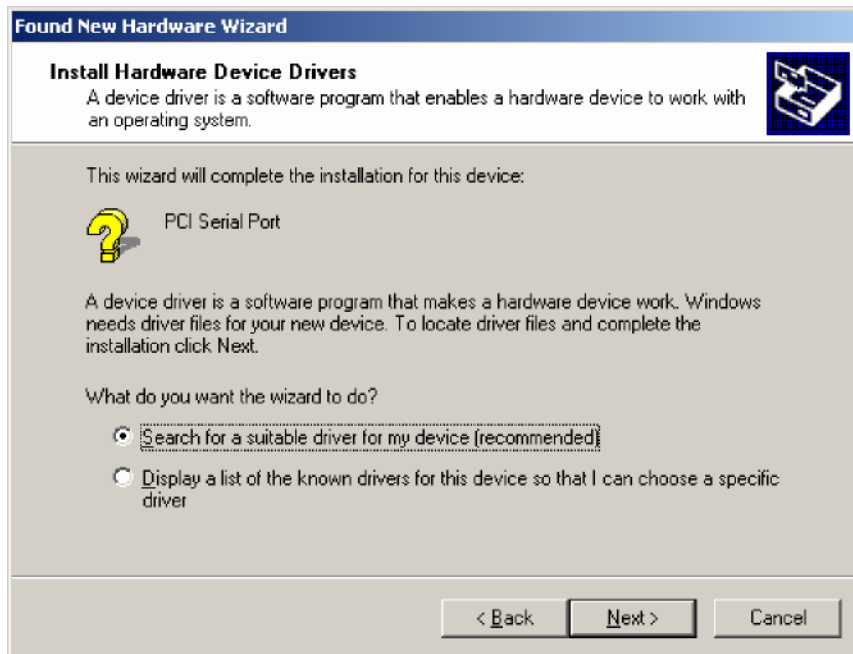 Found New Hardware Wizard
Install Hardware Device Drivers
A device driver is a software program that enables a hardware device to work with
an operating system.
This wizard will complete the installation for this device:
PCI Serial Port
A device driver is a software program that makes a hardware device work. Windows
needs driver files for your new device. To locate driver files and complete the
installation click Next.
What do you want the wizard to do?
Search for a suitable driver for my device (recommended)
Display a list of the known drivers for this device so that I can choose a specific
driver
< Back Next > Cancel